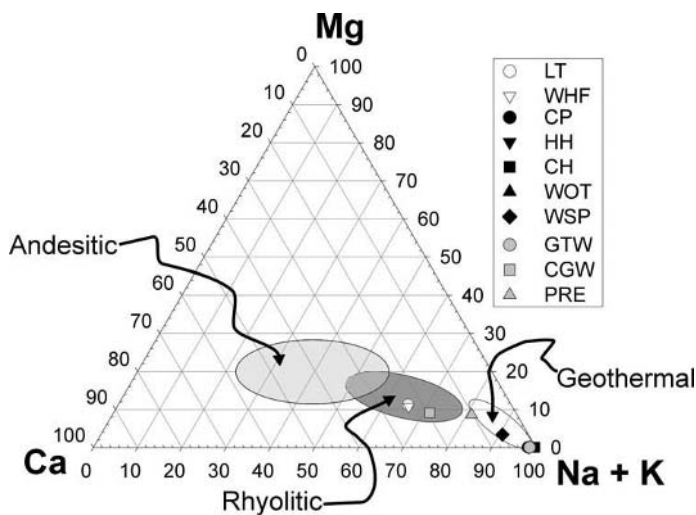 Mg
0 100
10 90
20 80
30 70
40 60
50 50
60 40
70 30
80 20
90 10
100 0
Ca
Na + K
0 10 20 30 40 50 60 70 80 90 100
Andesitic
Rhyolitic
Geothermal
LT
WHF
CP
HH
CH
WOT
WSP
GTW
CGW
PRE